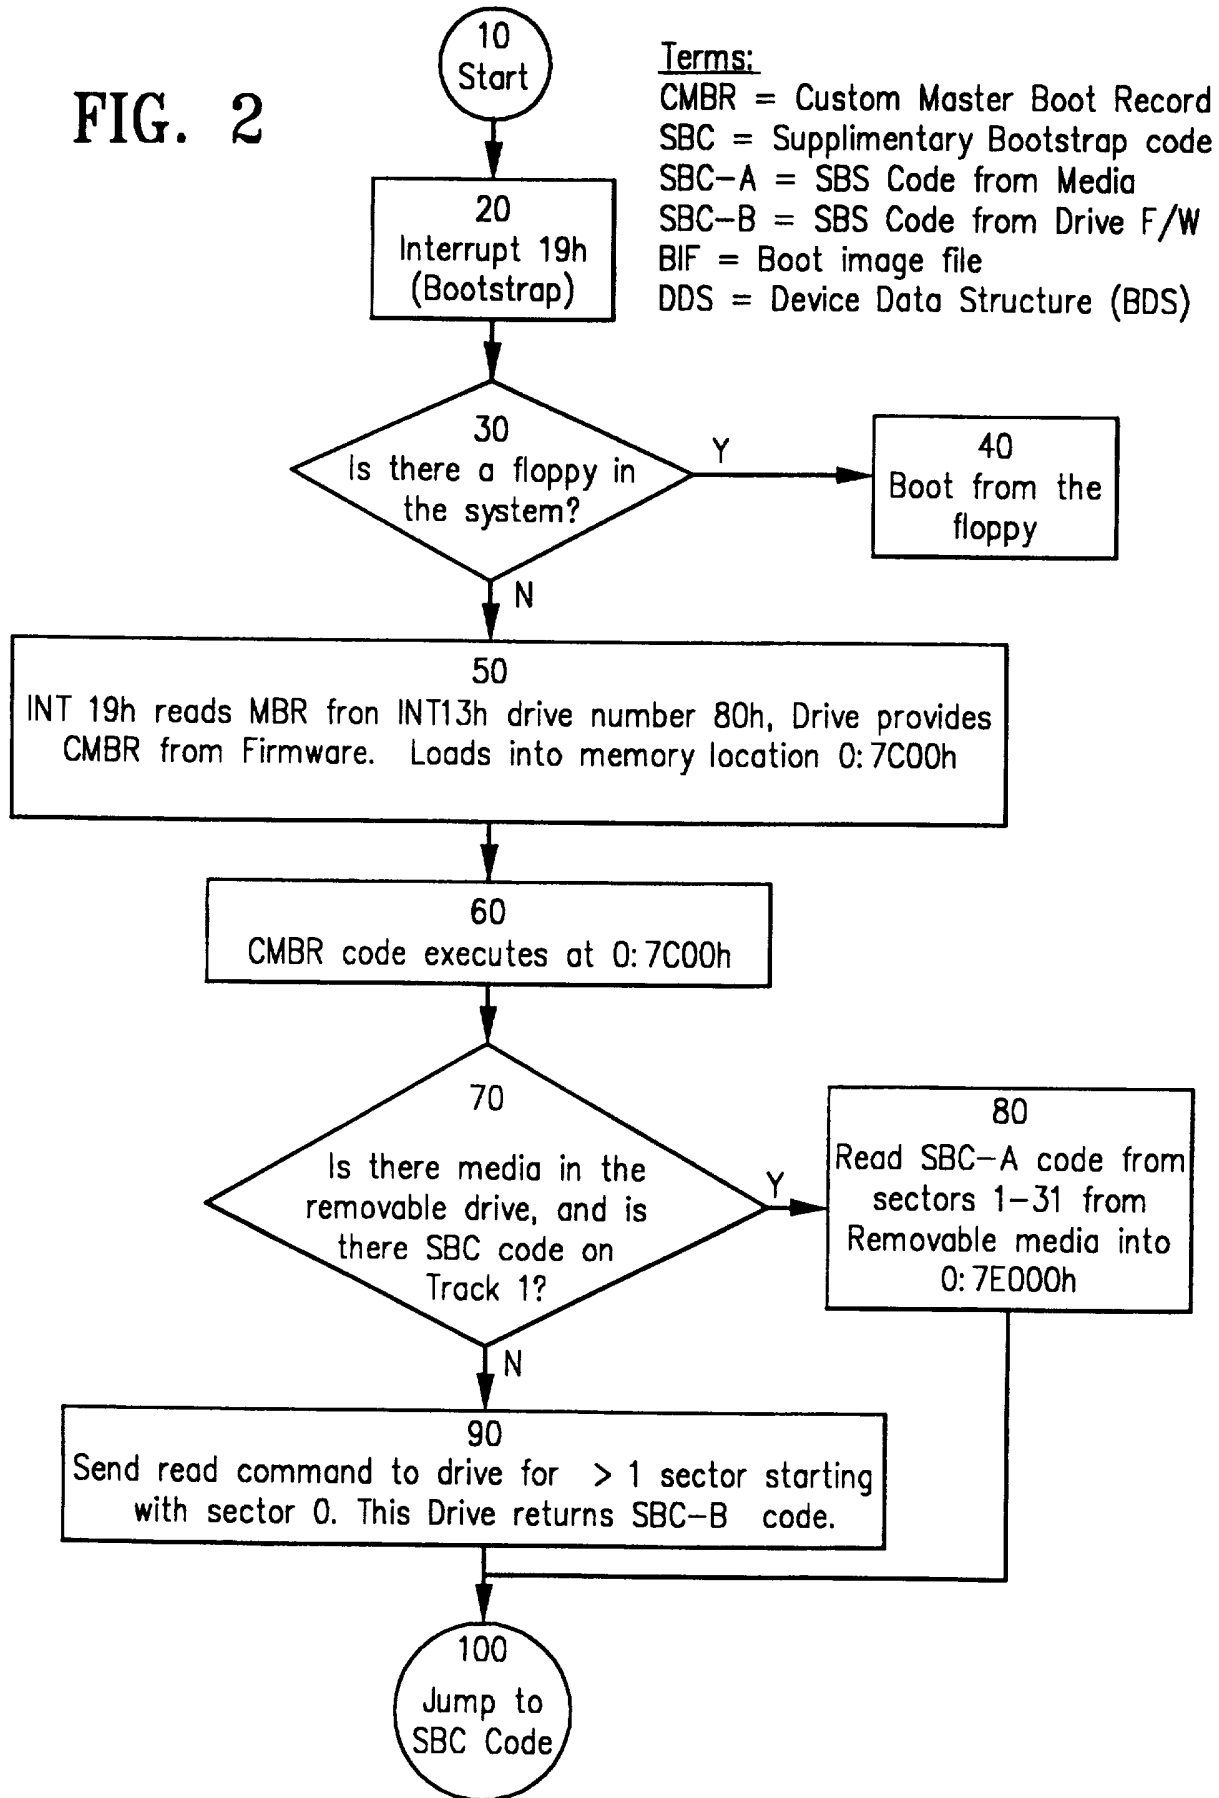 FIG. 2
Terms:
CMBR = Custom Master Boot Record
SBC = Supplimentary Bootstrap code
SBC-A = SBS Code from Media
SBC-B = SBS Code from Drive F/W
BIF = Boot image file
DDS = Device Data Structure (BDS)
10
Start
20
Interrupt 19h
(Bootstrap)
30
Is there a floppy in
the system?
Y
40
Boot from the
floppy
N
50
INT 19h reads MBR fron INT13h drive number 80h, Drive provides
CMBR from Firmware. Loads into memory location 0:7C00h
60
CMBR code executes at 0:7C00h
70
Is there media in the
removable drive, and is
there SBC code on
Track 1?
Y
80
Read SBC-A code from
sectors 1-31 from
Removable media into
0:7E000h
N
90
Send read command to drive for > 1 sector starting
with sector 0. This Drive returns SBC-B code.
100
Jump to
SBC Code